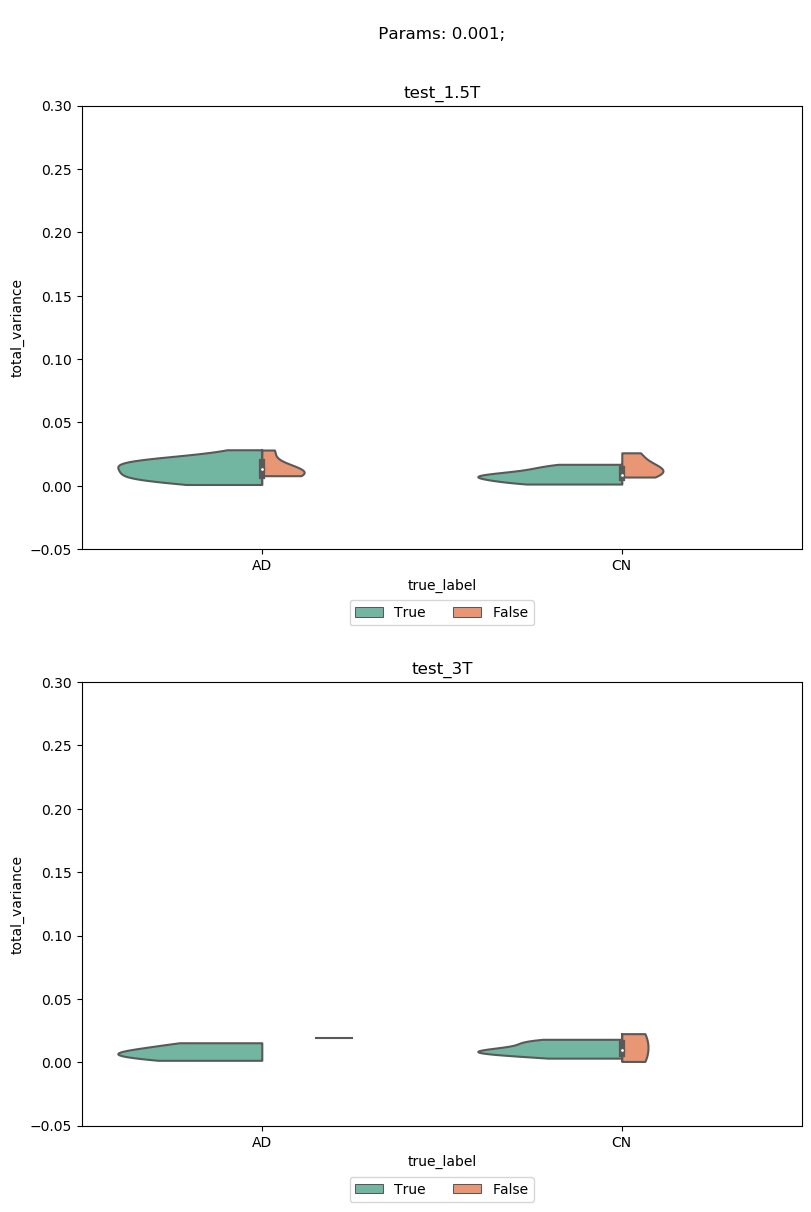 Params: 0.001;
test_1.5T
0.30
0.25
0.20
0.15
0.10
0.05
0.00
−0.05
total_variance
AD CN
true_label
True False
test_3T
0.30
0.25
0.20
0.15
0.10
0.05
0.00
−0.05
total_variance
AD CN
true_label
True False